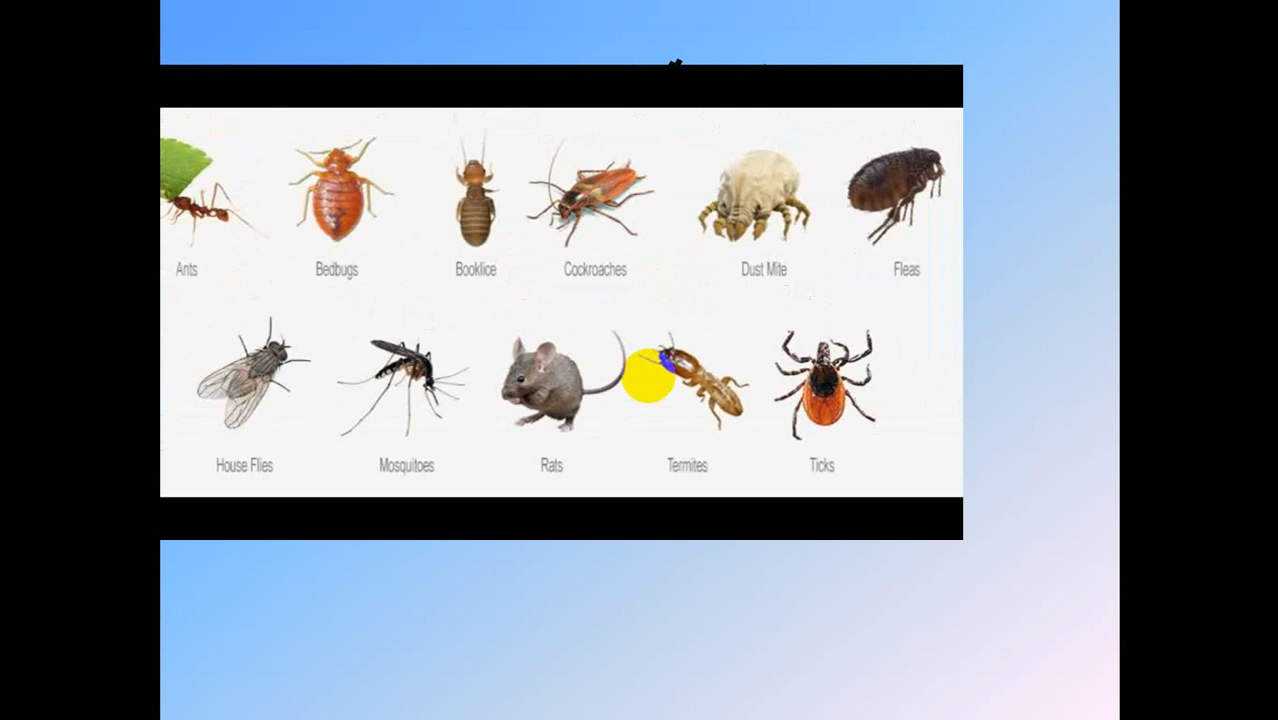 Ants Bedbugs Booklice Cockroaches Dust Mite Fleas
House Flies Mosquitoes Rats Termites Ticks